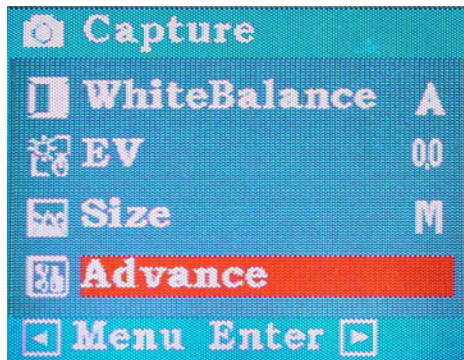 Capture
WhiteBalance A
EV 0.0
Size M
Advance
Menu Enter